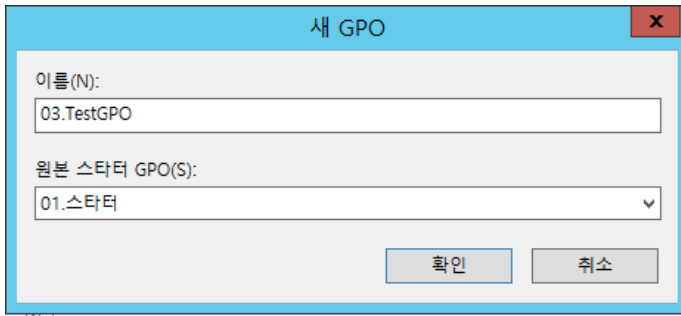 새 GPO
x
이름(N):
03.TestGPO
원본 스타터 GPO(S):
01.스타터
확인 취소